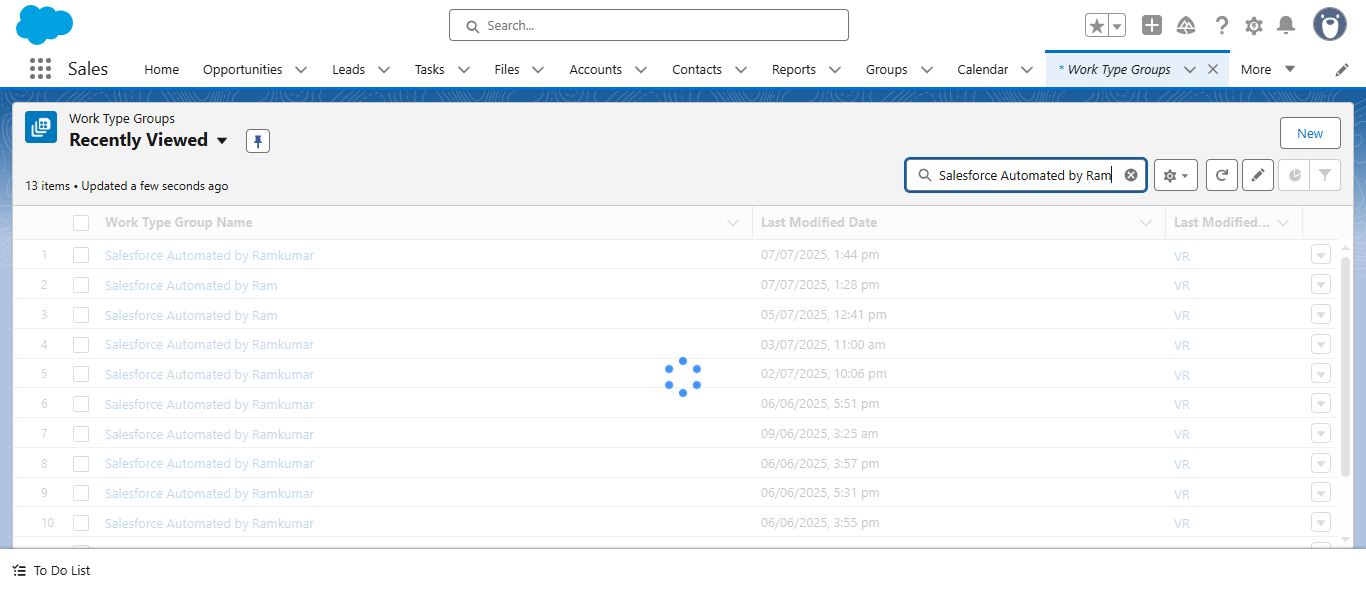 Search...
Sales
Home
Opportunities
Leads
Tasks
Files
Accounts
Contacts
Reports
Groups
Calendar
* Work Type Groups
More
Work Type Groups
Recently Viewed
New
13 items • Updated a few seconds ago
Salesforce Automated by Ram
Work Type Group Name Last Modified Date Last Modified...
1 Salesforce Automated by Ramkumar 07/07/2025, 1:44 pm VR
2 Salesforce Automated by Ram 07/07/2025, 1:28 pm VR
3 Salesforce Automated by Ram 05/07/2025, 12:41 pm VR
4 Salesforce Automated by Ramkumar 03/07/2025, 11:00 am VR
5 Salesforce Automated by Ramkumar 02/07/2025, 10:06 pm VR
6 Salesforce Automated by Ramkumar 06/06/2025, 5:51 pm VR
7 Salesforce Automated by Ramkumar 09/06/2025, 3:25 am VR
8 Salesforce Automated by Ramkumar 06/06/2025, 3:57 pm VR
9 Salesforce Automated by Ramkumar 06/06/2025, 5:31 pm VR
10 Salesforce Automated by Ramkumar 06/06/2025, 3:55 pm VR
To Do List